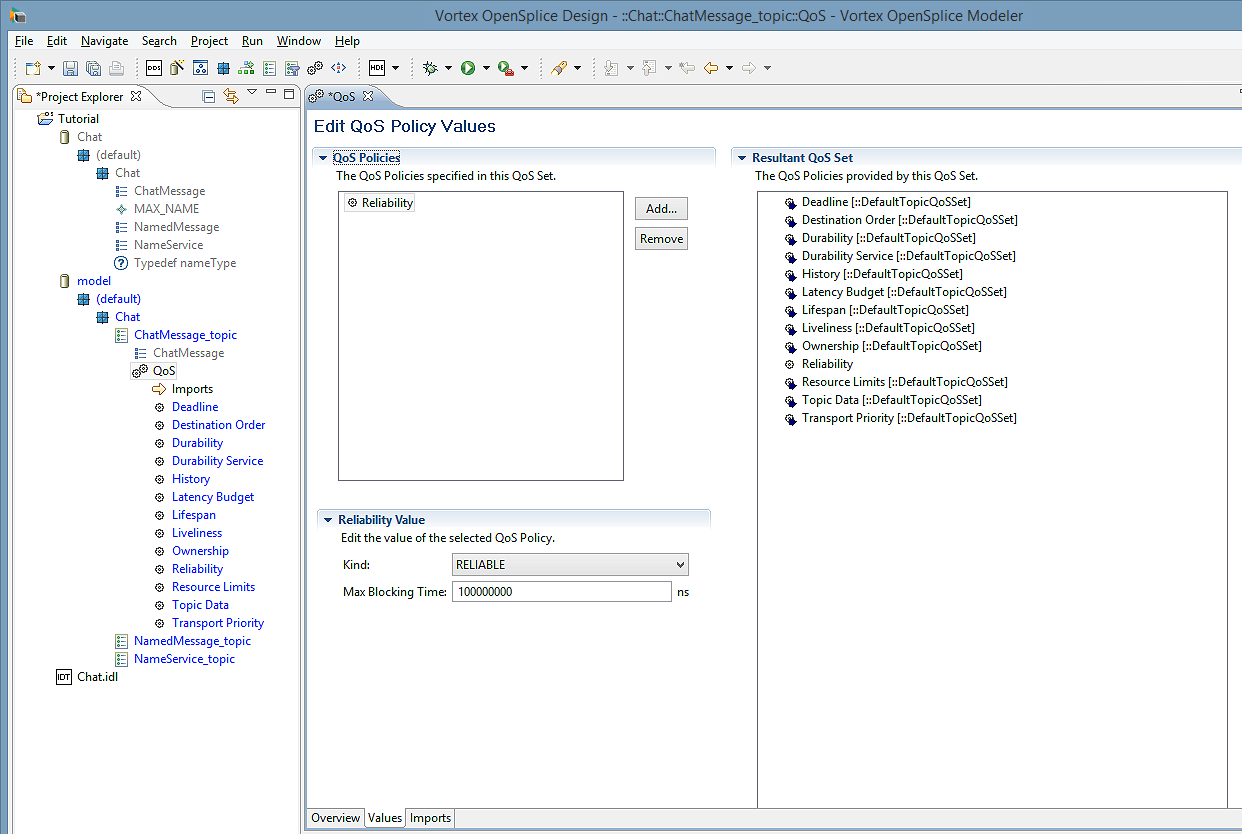 Vortex OpenSplice Design - ::Chat::ChatMessage_topic::QoS - Vortex OpenSplice Modeler
File Edit Navigate Search Project Run Window Help
DDS HDE
*Project Explorer
*QoS
Tutorial
Chat
(default)
Chat
ChatMessage
MAX_NAME
NamedMessage
NameService
Typedef nameType
model
(default)
Chat
ChatMessage_topic
ChatMessage
QoS
Imports
Deadline
Destination Order
Durability
Durability Service
History
Latency Budget
Lifespan
Liveliness
Ownership
Reliability
Resource Limits
Topic Data
Transport Priority
NamedMessage_topic
NameService_topic
IDT Chat.idl
Edit QoS Policy Values
QoS Policies
The QoS Policies specified in this QoS Set.
Reliability
Add...
Remove
Reliability Value
Edit the value of the selected QoS Policy.
Kind: RELIABLE
Max Blocking Time: 100000000 ns
Resultant QoS Set
The QoS Policies provided by this QoS Set.
Deadline [::DefaultTopicQoSSet]
Destination Order [::DefaultTopicQoSSet]
Durability [::DefaultTopicQoSSet]
Durability Service [::DefaultTopicQoSSet]
History [::DefaultTopicQoSSet]
Latency Budget [::DefaultTopicQoSSet]
Lifespan [::DefaultTopicQoSSet]
Liveliness [::DefaultTopicQoSSet]
Ownership [::DefaultTopicQoSSet]
Reliability
Resource Limits [::DefaultTopicQoSSet]
Topic Data [::DefaultTopicQoSSet]
Transport Priority [::DefaultTopicQoSSet]
Overview Values Imports